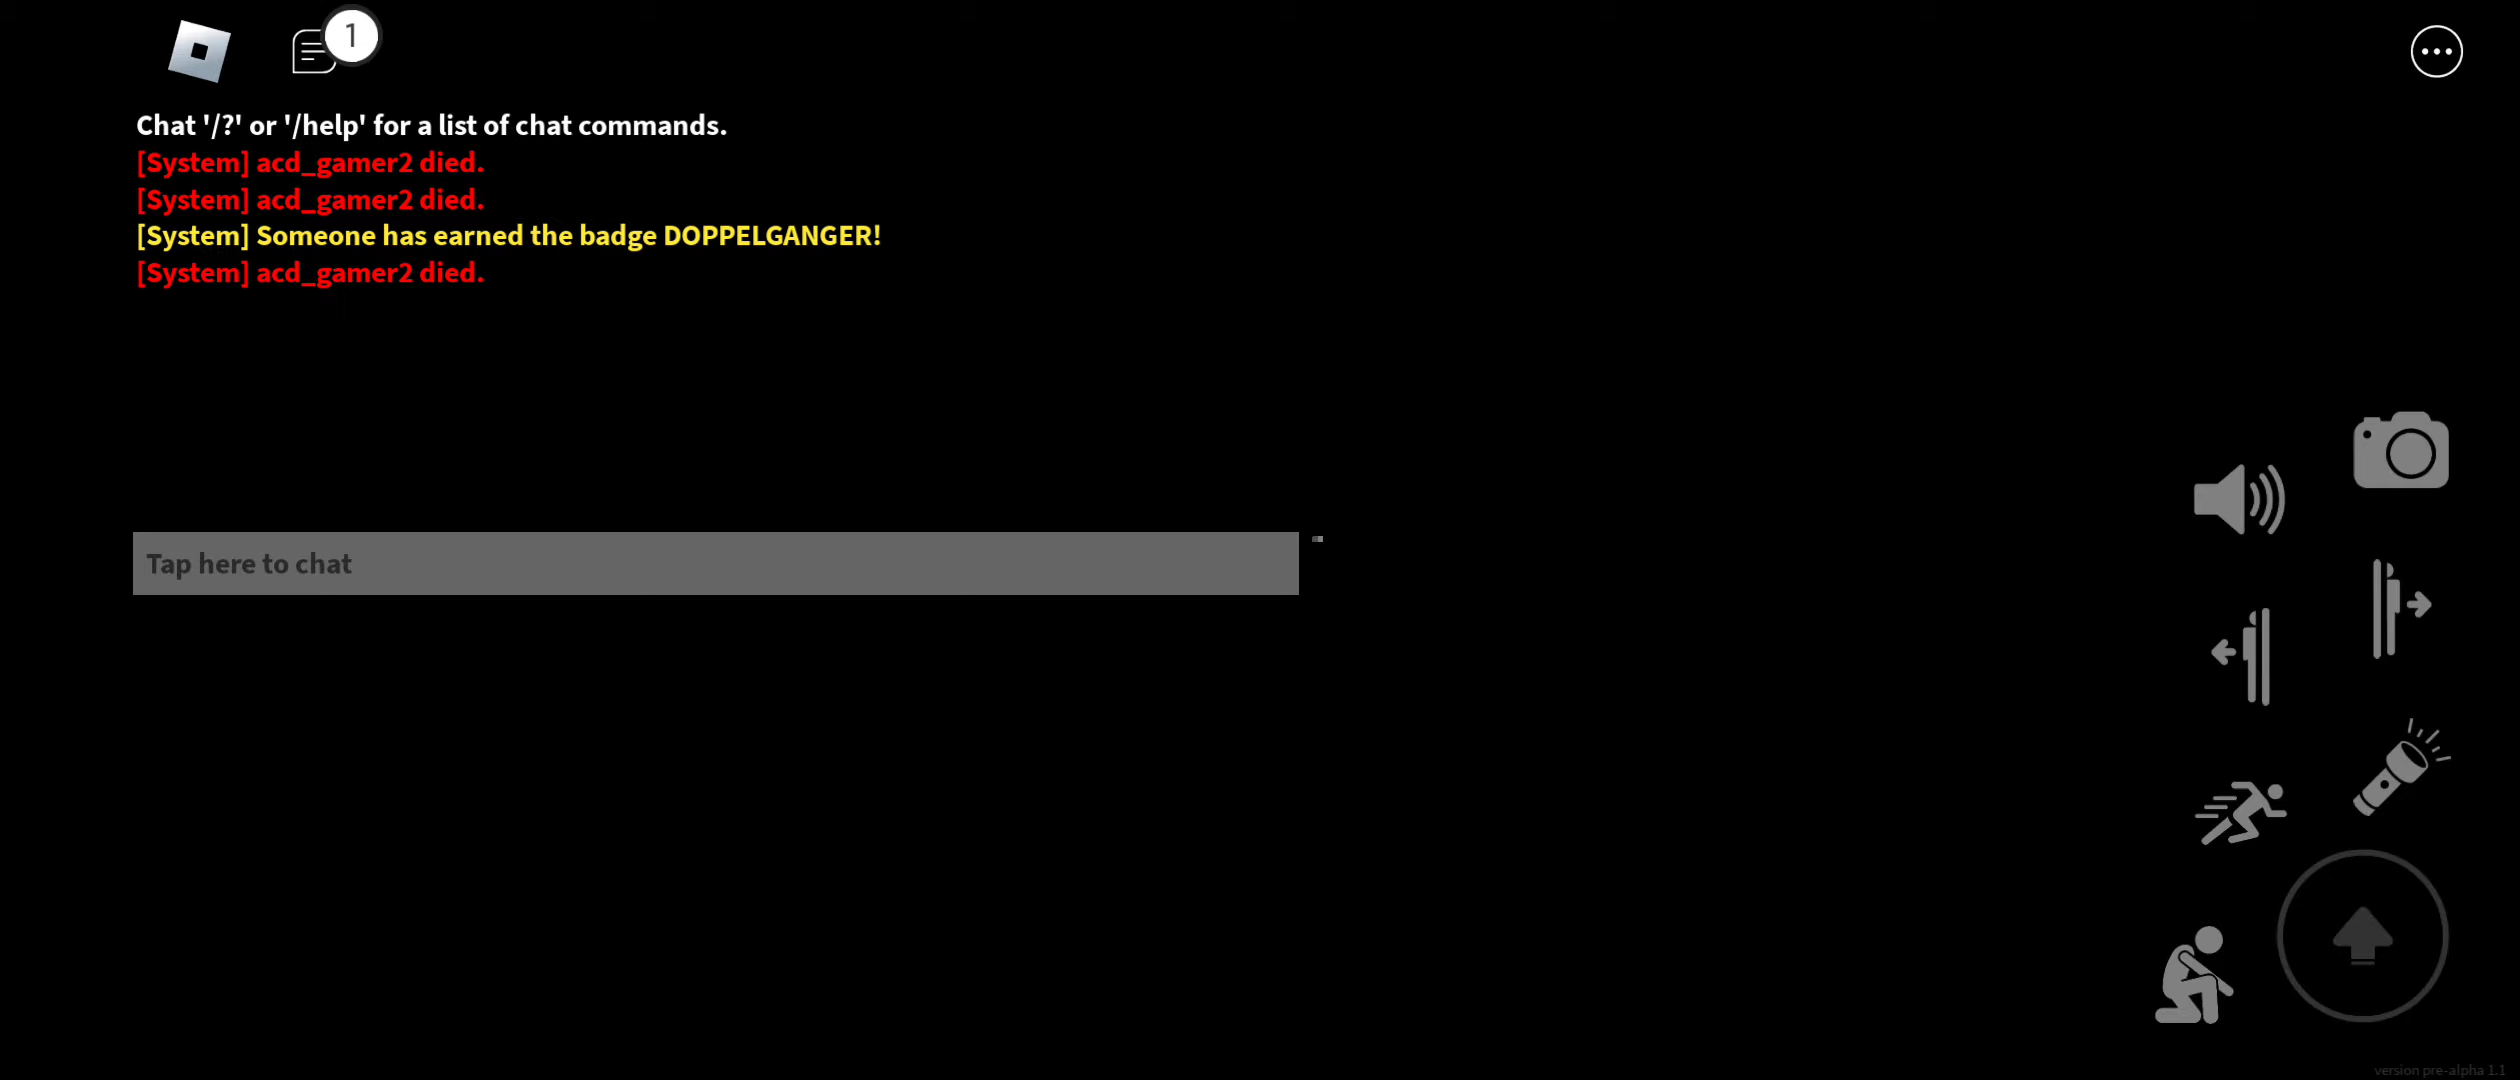 1
Chat '/?' or '/help' for a list of chat commands.
[System] acd_gamer2 died.
[System] acd_gamer2 died.
[System] Someone has earned the badge DOPPELGANGER!
[System] acd_gamer2 died.
Tap here to chat
version pre-alpha 1.1